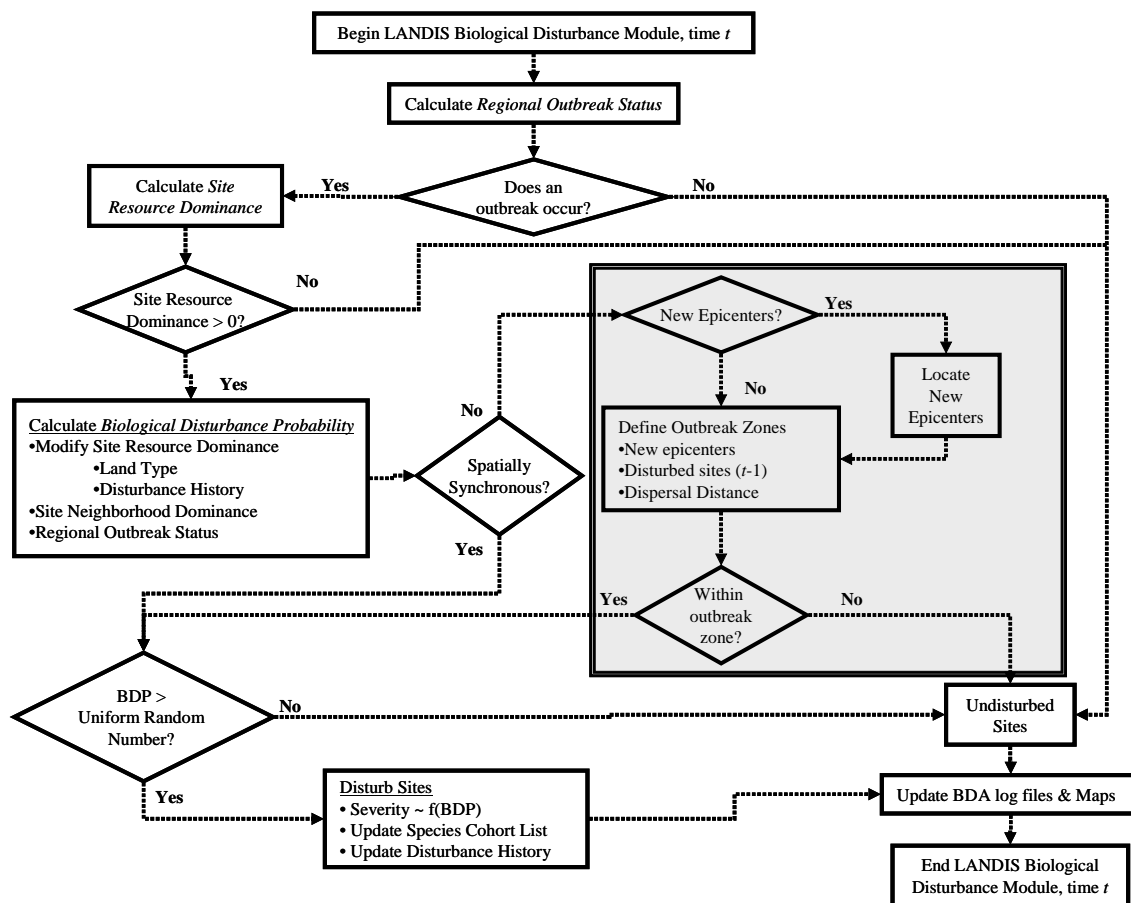 Begin LANDIS Biological Disturbance Module, time t
Calculate Regional Outbreak Status
Does an
outbreak occur?
Yes
No
Calculate Site
Resource Dominance
Site Resource
Dominance > 0?
No
Yes
Calculate Biological Disturbance Probability
•Modify Site Resource Dominance
•Land Type
•Disturbance History
•Site Neighborhood Dominance
•Regional Outbreak Status
Spatially
Synchronous?
No
Yes
New Epicenters?
Yes
No
Locate
New
Epicenters
Define Outbreak Zones
•New epicenters
•Disturbed sites (t-1)
•Dispersal Distance
Within
outbreak
zone?
Yes
No
BDP >
Uniform Random
Number?
No
Yes
Undisturbed
Sites
Disturb Sites
• Severity ~ f(BDP)
• Update Species Cohort List
• Update Disturbance History
Update BDA log files & Maps
End LANDIS Biological
Disturbance Module, time t